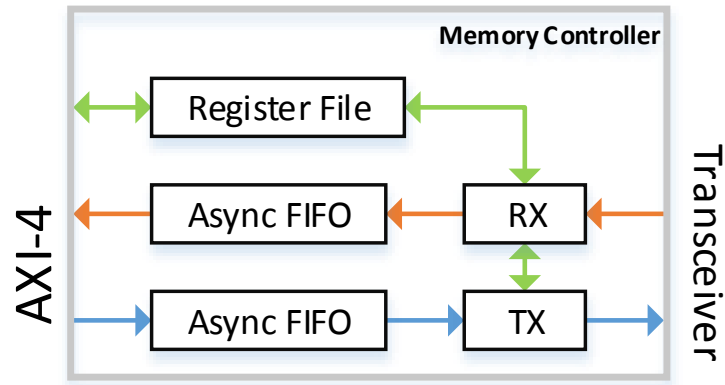 Memory Controller
Register File
AXI-4
Async FIFO
RX
Transceiver
Async FIFO
TX